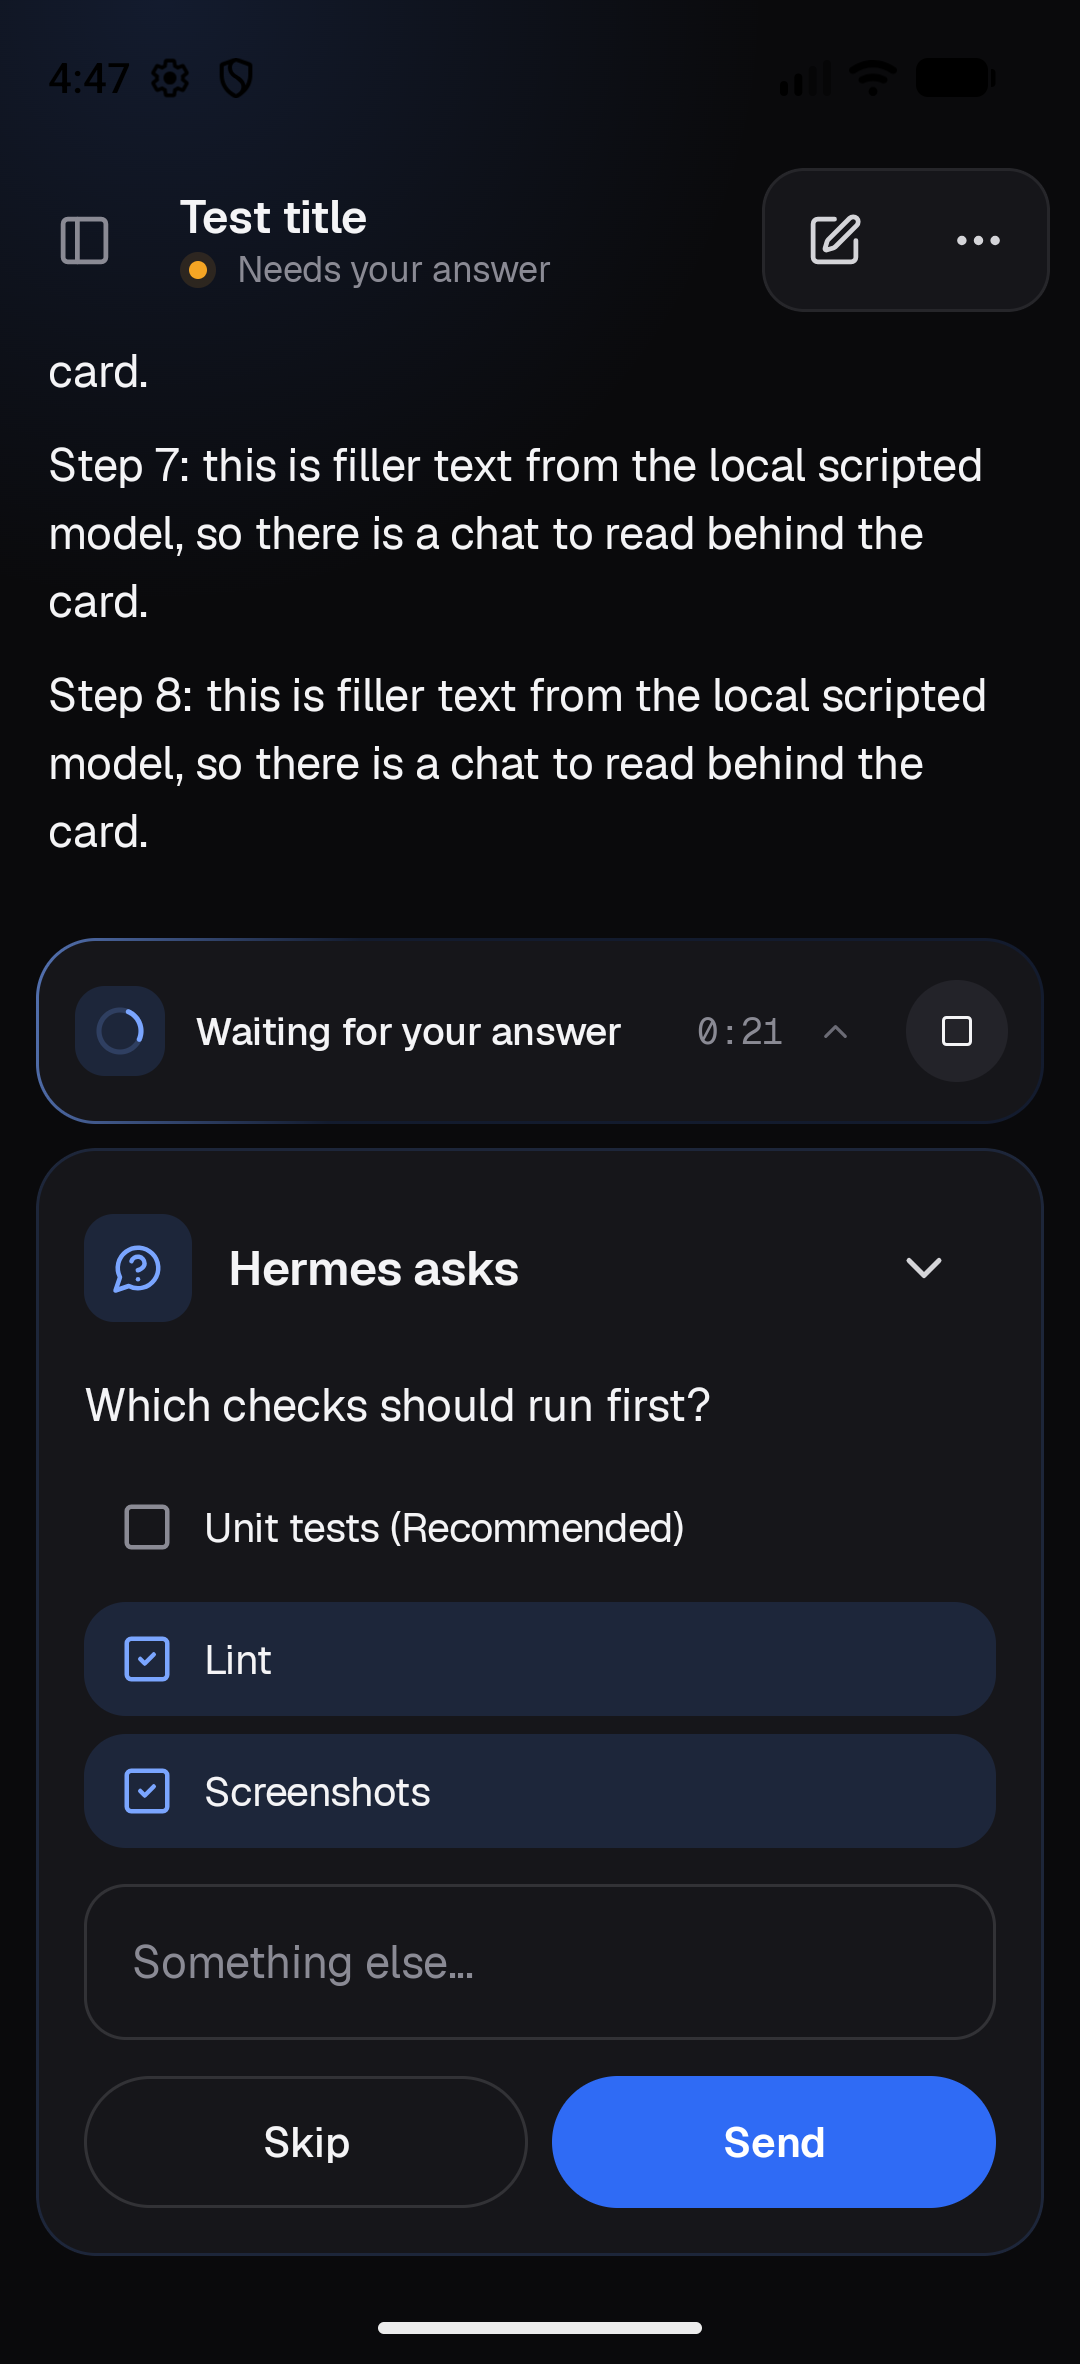 4:47
Test title
Needs your answer
card.
Step 7: this is filler text from the local scripted
model, so there is a chat to read behind the
card.
Step 8: this is filler text from the local scripted
model, so there is a chat to read behind the
card.
Waiting for your answer 0:21
Hermes asks
Which checks should run first?
Unit tests (Recommended)
Lint
Screenshots
Something else...
Skip Send